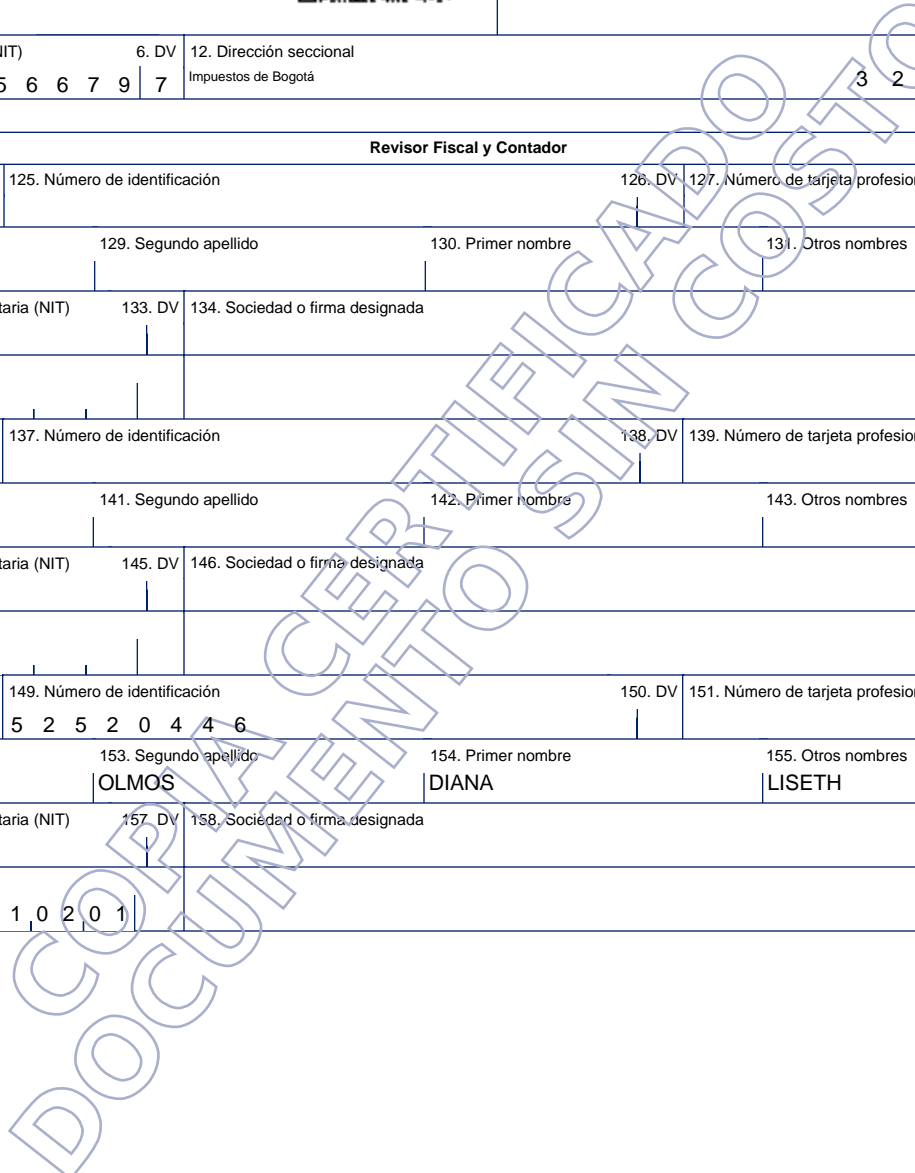 IT) 6. DV 12. Dirección seccional
5 6 6 7 9 7 Impuestos de Bogotá 3 2
Revisor Fiscal y Contador
125. Número de identificación 126. DV 127. Número de tarjeta profesion
129. Segundo apellido 130. Primer nombre 131. Otros nombres
taria (NIT) 133. DV 134. Sociedad o firma designada
137. Número de identificación 138. DV 139. Número de tarjeta profesion
141. Segundo apellido 142. Primer nombre 143. Otros nombres
taria (NIT) 145. DV 146. Sociedad o firma designada
149. Número de identificación 150. DV 151. Número de tarjeta profesion
5 2 5 2 0 4 4 6
153. Segundo apellido 154. Primer nombre 155. Otros nombres
OLMOS DIANA LISETH
taria (NIT) 157. DV 158. Sociedad o firma designada
1 0 2 0 1
COPIA CERTIFICADO
DOCUMENTO SIN COSTO